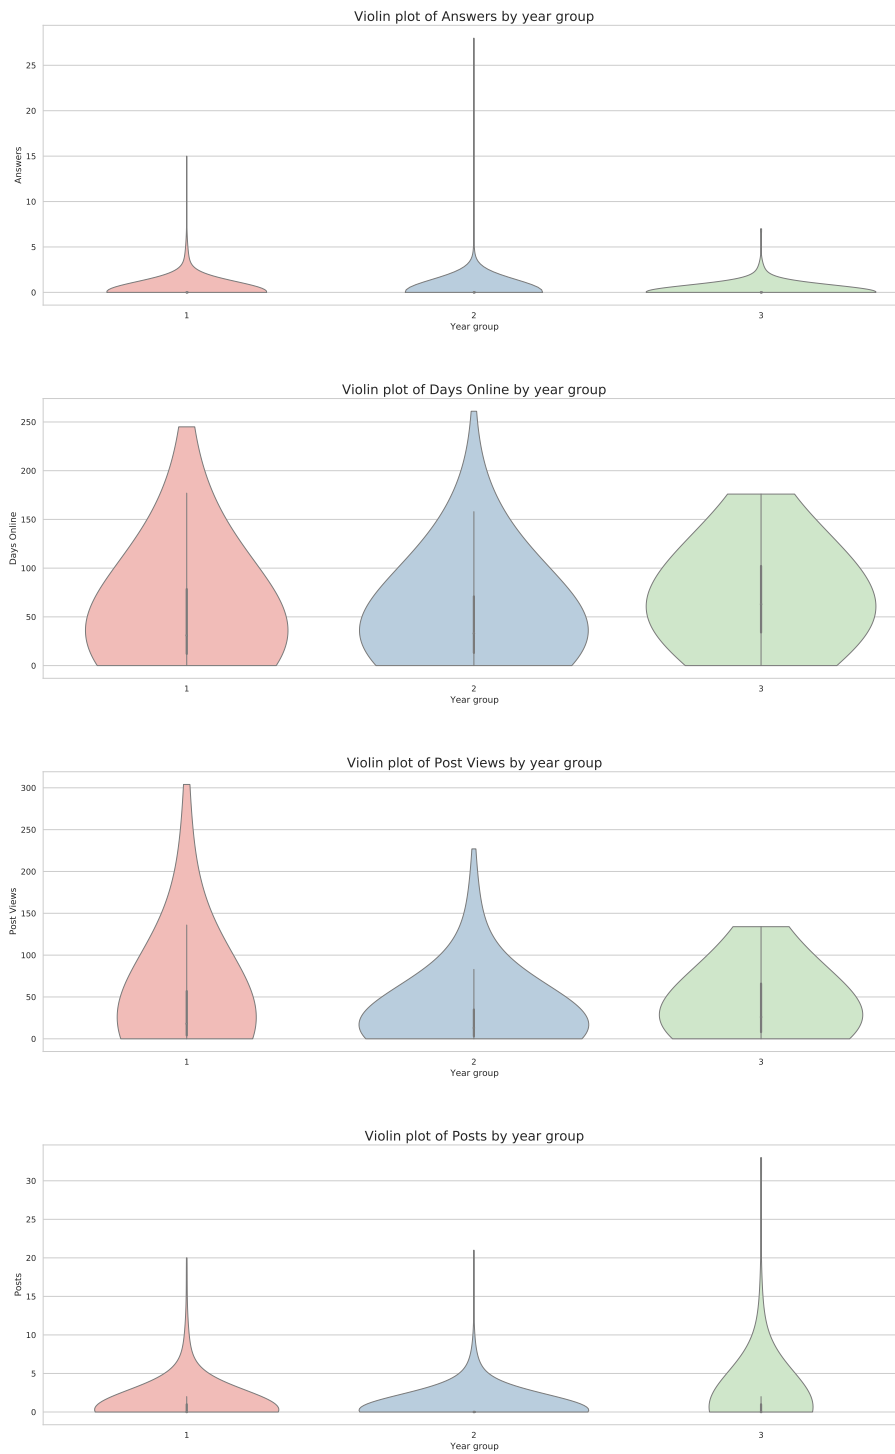 Violin plot of Answers by year group
25
20
15
10
5
0
Answers
1 2 3
Year group
Violin plot of Days Online by year group
250
200
150
100
50
0
Days Online
1 2 3
Year group
Violin plot of Post Views by year group
300
250
200
150
100
50
0
Post Views
1 2 3
Year group
Violin plot of Posts by year group
30
25
20
15
10
5
0
Posts
1 2 3
Year group